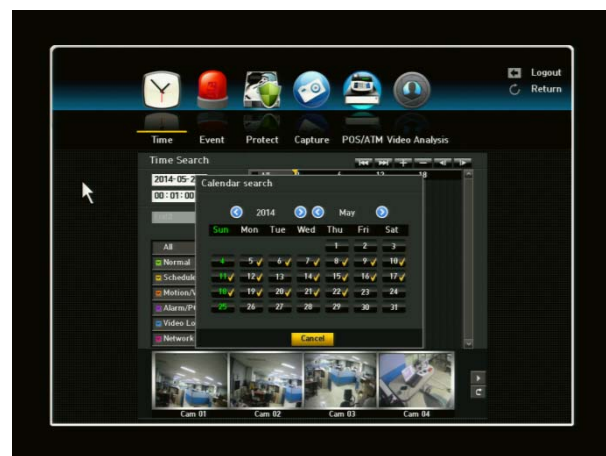 Logout
Return
Time Event Protect Capture POS/ATM Video Analysis
Time Search
2014-05-2
00:01:00
Calendar search
2014 May
Sun Mon Tue Wed Thu Fri Sat
1 2 3
4 5 6 7 8 9 10
11 12 13 14 15 16 17
18 19 20 21 22 23 24
25 26 27 28 29 30 31
Cancel
All
Normal
Schedule
Motion/V
Alarm/P
Video Lo
Network
12 18
Cam 01 Cam 02 Cam 03 Cam 04